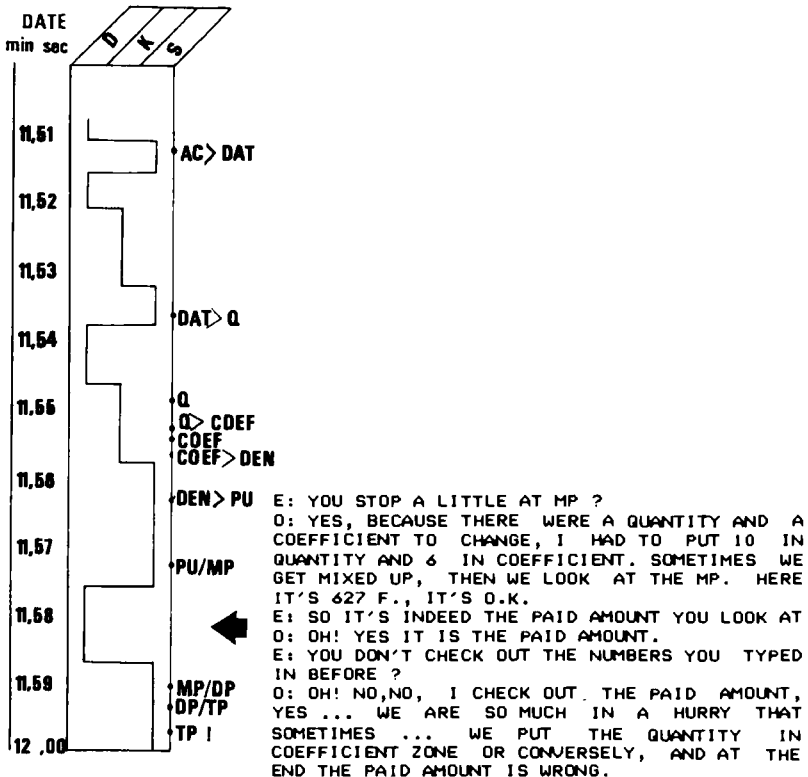 DATE
min sec
D K S
11,51
AC> DAT
11,52
11,53
DAT> Q
11,54
11,55
Q
Q> COEF
COEF
COEF> DEN
11,56
DEN> PU
11,57
PU/MP
11,58
11,59
MP/DP
DP/TP
TP !
12 ,00
E: YOU STOP A LITTLE AT MP ?
O: YES, BECAUSE THERE WERE A QUANTITY AND A
COEFFICIENT TO CHANGE, I HAD TO PUT 10 IN
QUANTITY AND 6 IN COEFFICIENT. SOMETIMES WE
GET MIXED UP, THEN WE LOOK AT THE MP. HERE
IT'S 627 F., IT'S O.K.
E: SO IT'S INDEED THE PAID AMOUNT YOU LOOK AT
O: OH! YES IT IS THE PAID AMOUNT.
E: YOU DON'T CHECK OUT THE NUMBERS YOU TYPED
IN BEFORE ?
O: OH! NO,NO, I CHECK OUT THE PAID AMOUNT,
YES ... WE ARE SO MUCH IN A HURRY THAT
SOMETIMES ... WE PUT THE QUANTITY IN
COEFFICIENT ZONE OR CONVERSELY, AND AT THE
END THE PAID AMOUNT IS WRONG.